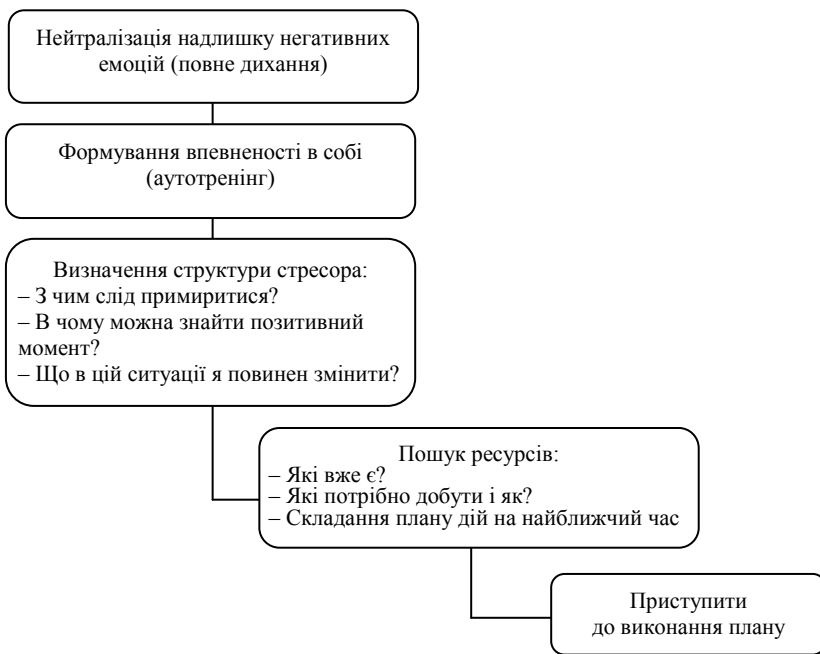 Нейтралізація надлишку негативних
емоцій (повне дихання)
Формування впевненості в собі
(аутотренінг)
Визначення структури стресора:
– З чим слід примиритися?
– В чому можна знайти позитивний
момент?
– Що в цій ситуації я повинен змінити?
Пошук ресурсів:
– Які вже є?
– Які потрібно добути і як?
– Складання плану дій на найближчий час
Приступити
до виконання плану